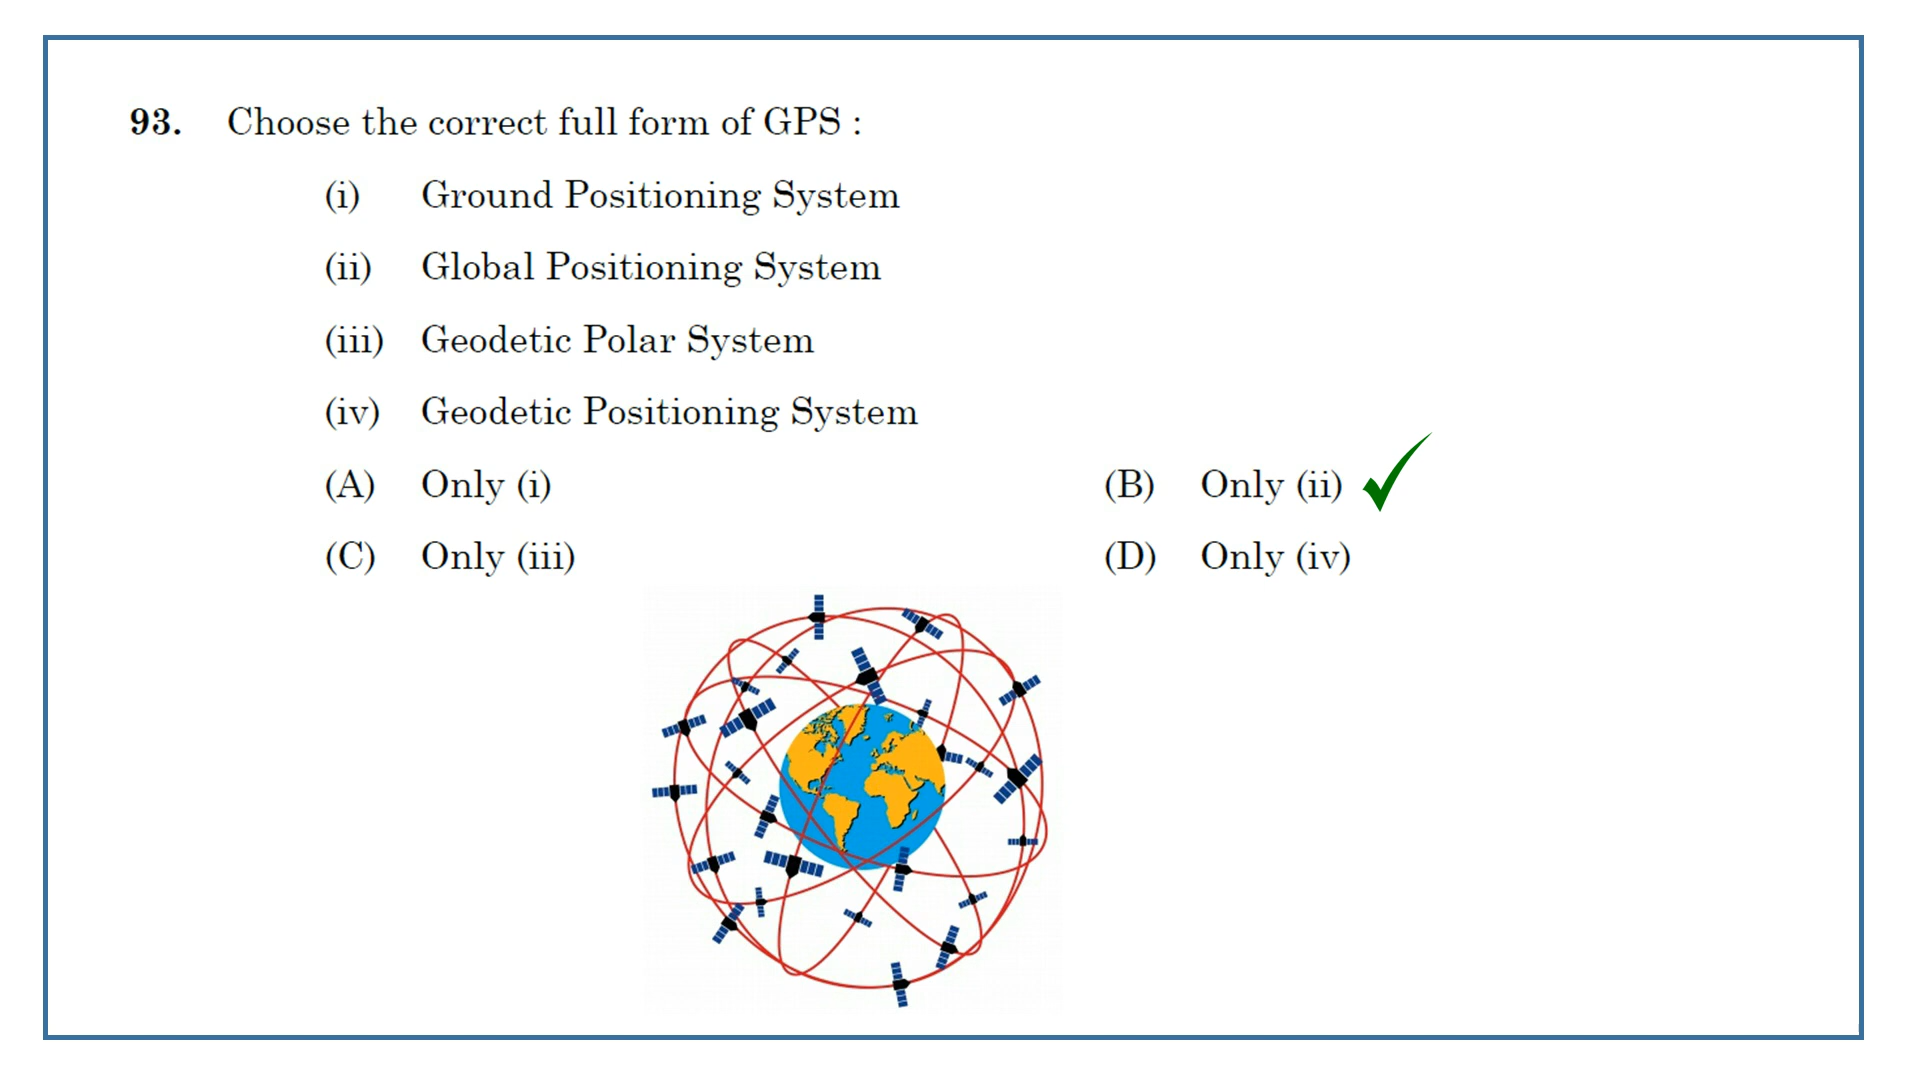 93. Choose the correct full form of GPS :
(i) Ground Positioning System
(ii) Global Positioning System
(iii) Geodetic Polar System
(iv) Geodetic Positioning System
(A) Only (i) (B) Only (ii)
(C) Only (iii) (D) Only (iv)